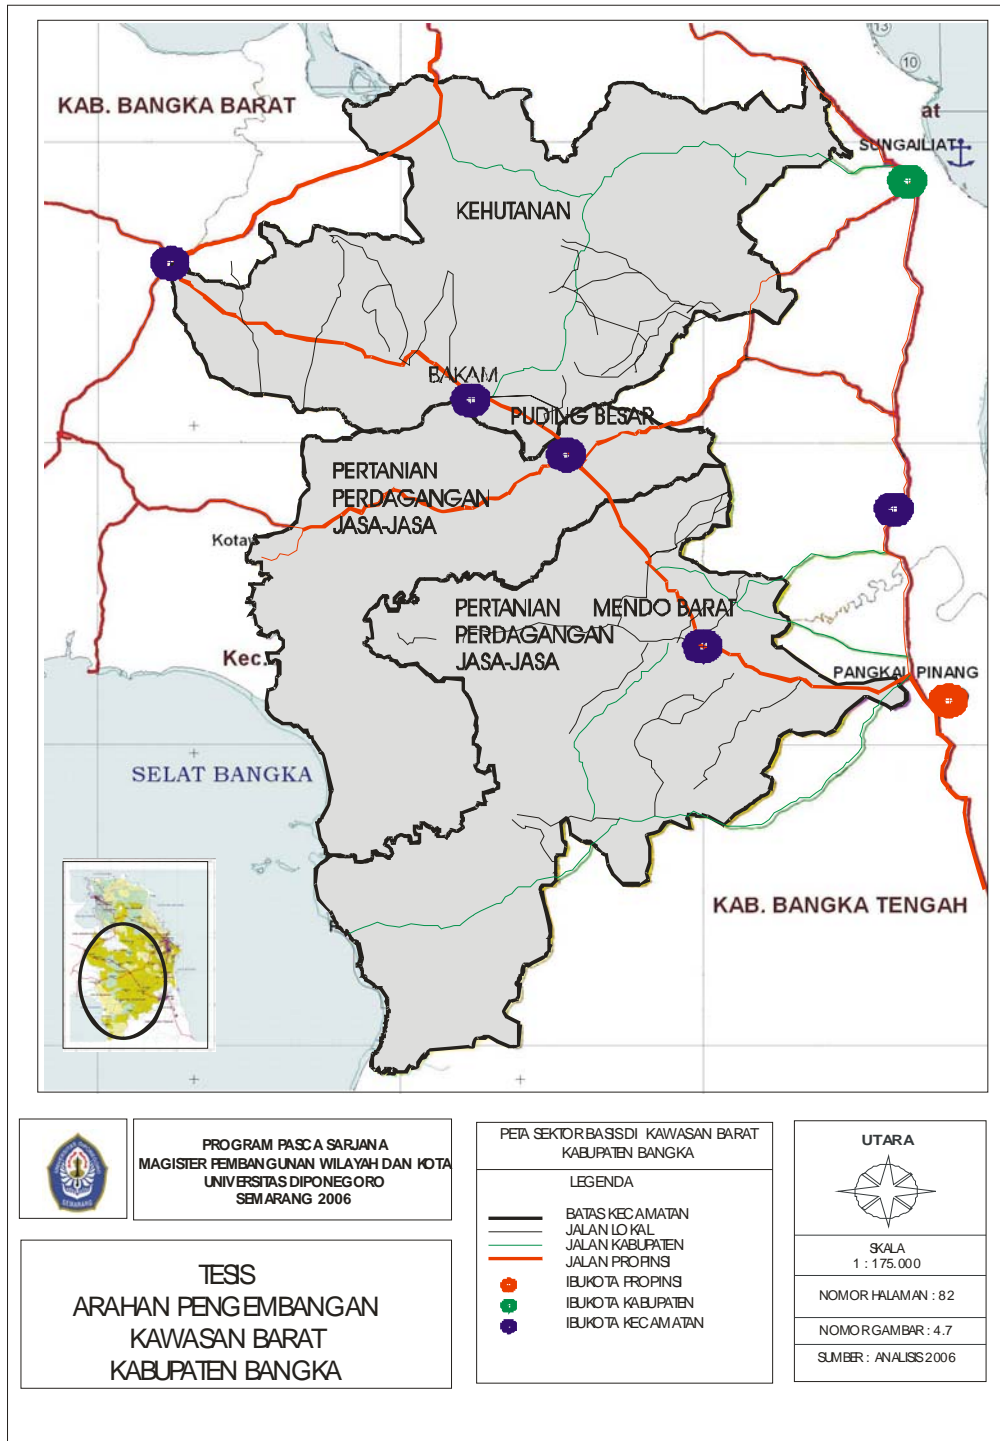 13
10
KAB. BANGKA BARAT
at
SUNGAILIAT
KEHUTANAN
BAKAM
PUDING BESAR
PERTANIAN
PERDAGANGAN
JASA-JASA
Kotaw
PERTANIAN
PERDAGANGAN
JASA-JASA
MENDO BARAT
Kec.
PANGKAL PINANG
SELAT BANGKA
KAB. BANGKA TENGAH
PROGRAM PASCA SARJANA
MAGISTER PEMBANGUNAN WILAYAH DAN KOTA
UNIVERSITAS DIPONEGORO
SEMARANG 2006
TESIS
ARAHAN PENGEMBANGAN
KAWASAN BARAT
KABUPATEN BANGKA
PETA SEKTOR BASIS DI KAWASAN BARAT
KABUPATEN BANGKA
LEGENDA
BATAS KECAMATAN
JALAN LOKAL
JALAN KABUPATEN
JALAN PROPINSI
IBUKOTA PROPINSI
IBUKOTA KABUPATEN
IBUKOTA KECAMATAN
UTARA
SKALA
1 : 175.000
NOMOR HALAMAN : 82
NOMOR GAMBAR : 4.7
SUMBER : ANALISIS 2006